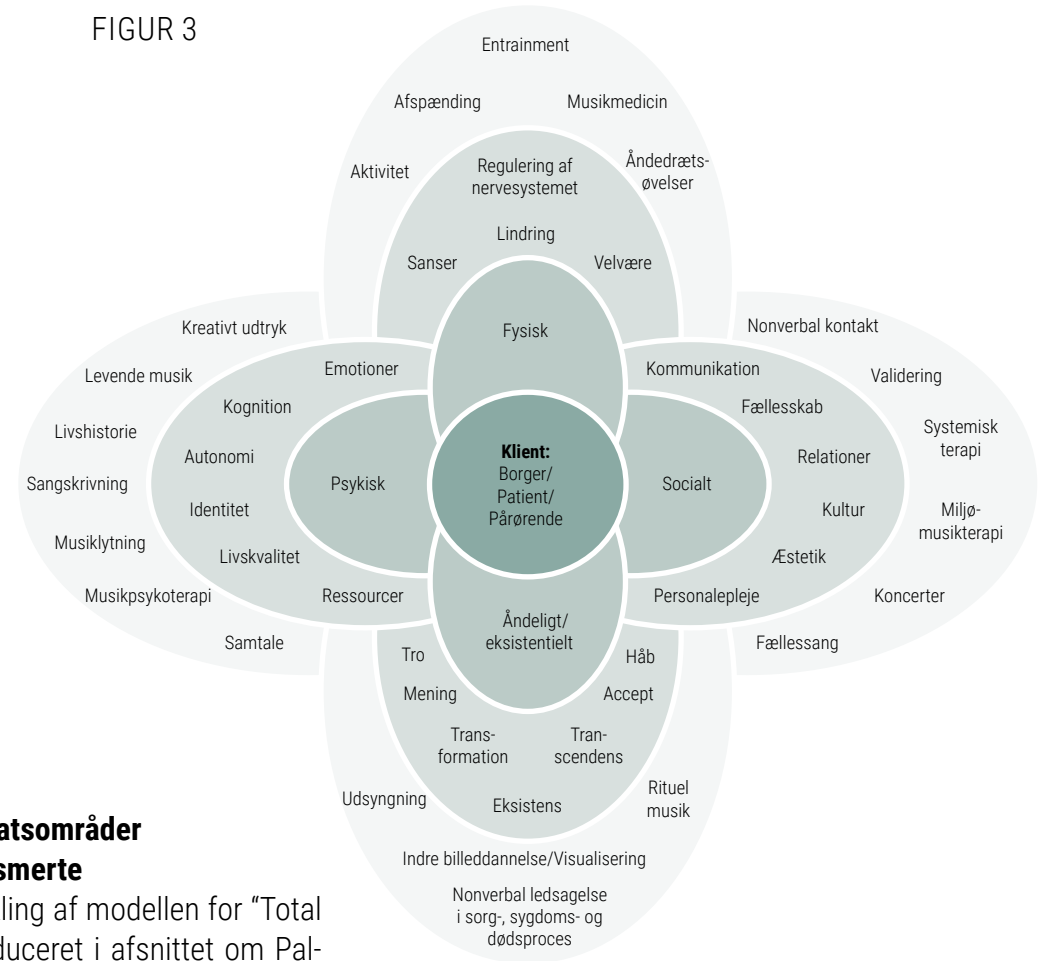 FIGUR 3
Entrainment
Afspænding
Musikmedicin
Aktivitet
Åndedræts-
øvelser
Regulering af
nervesystemet
Lindring
Sanser
Velvære
Fysisk
Kreativt udtryk
Levende musik
Livshistorie
Sangskrivning
Musiklytning
Musikpsykoterapi
Samtale
Emotioner
Kognition
Autonomi
Identitet
Livskvalitet
Ressourcer
Psykisk
Klient:
Borger/
Patient/
Pårørende
Socialt
Kommunikation
Fællesskab
Relationer
Kultur
Æstetik
Personalepleje
Nonverbal kontakt
Validering
Systemisk
terapi
Miljø-
musikterapi
Koncerter
Fællessang
Åndeligt/
eksistentielt
Tro
Håb
Mening
Accept
Trans-
formation
Tran-
scendens
Eksistens
Udsyngning
Rituel
musik
Indre billeddannelse/Visualisering
Nonverbal ledsagelse
i sorg-, sygdoms- og
dødsproces
atsområder
smerte
ling af modellen for “Total
duceret i afsnittet om Pal-